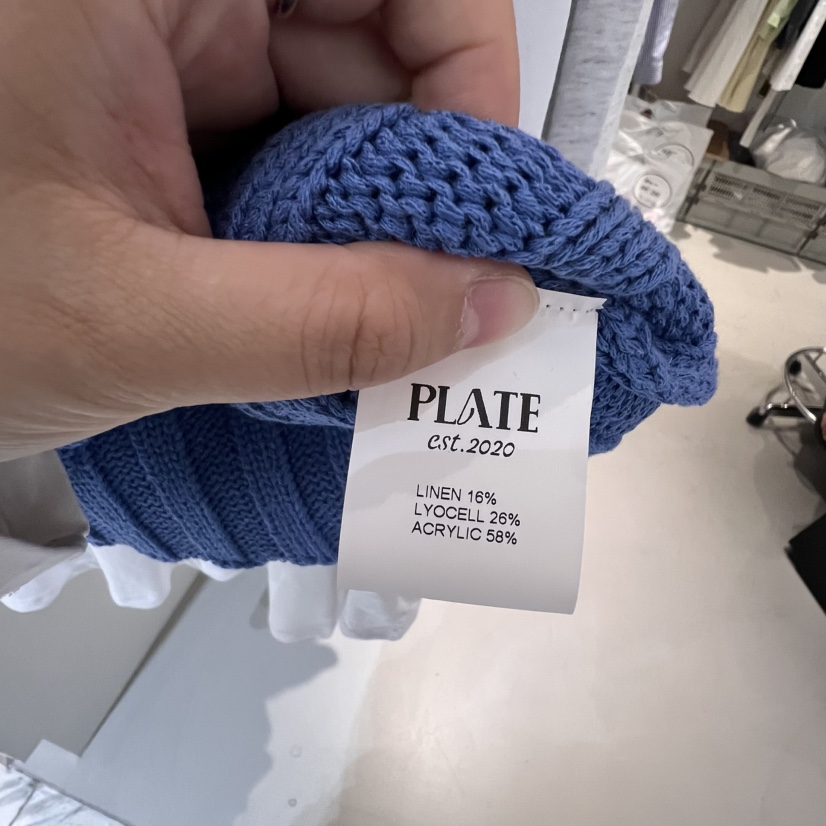 PLATE
est.2020
LINEN 16%
LYOCELL 26%
ACRYLIC 58%